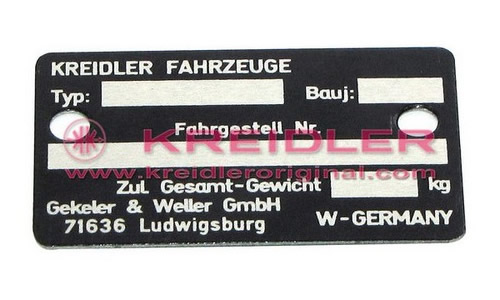 KREIDLER FAHRZEUGE
Typ: Bauj:
Fahrgestell Nr.
KREIDLER
www.kreidleroriginal.com
Zul. Gesamt-Gewicht kg
Gekeler & Weller GmbH
71636 Ludwigsburg W-GERMANY